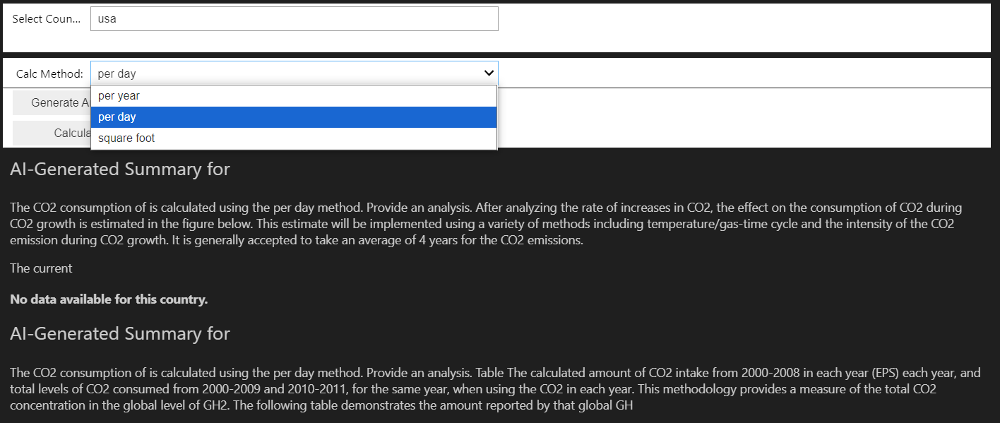 Select Coun...
usa
Calc Method:
per day
per year
Generate A
per day
Calcula
square foot
AI-Generated Summary for
The CO2 consumption of is calculated using the per day method. Provide an analysis. After analyzing the rate of increases in CO2, the effect on the consumption of CO2 during
CO2 growth is estimated in the figure below. This estimate will be implemented using a variety of methods including temperature/gas-time cycle and the intensity of the CO2
emission during CO2 growth. It is generally accepted to take an average of 4 years for the CO2 emissions.
The current
No data available for this country.
AI-Generated Summary for
The CO2 consumption of is calculated using the per day method. Provide an analysis. Table The calculated amount of CO2 intake from 2000-2008 in each year (EPS) each year, and
total levels of CO2 consumed from 2000-2009 and 2010-2011, for the same year, when using the CO2 in each year. This methodology provides a measure of the total CO2
concentration in the global level of GH2. The following table demonstrates the amount reported by that global GH